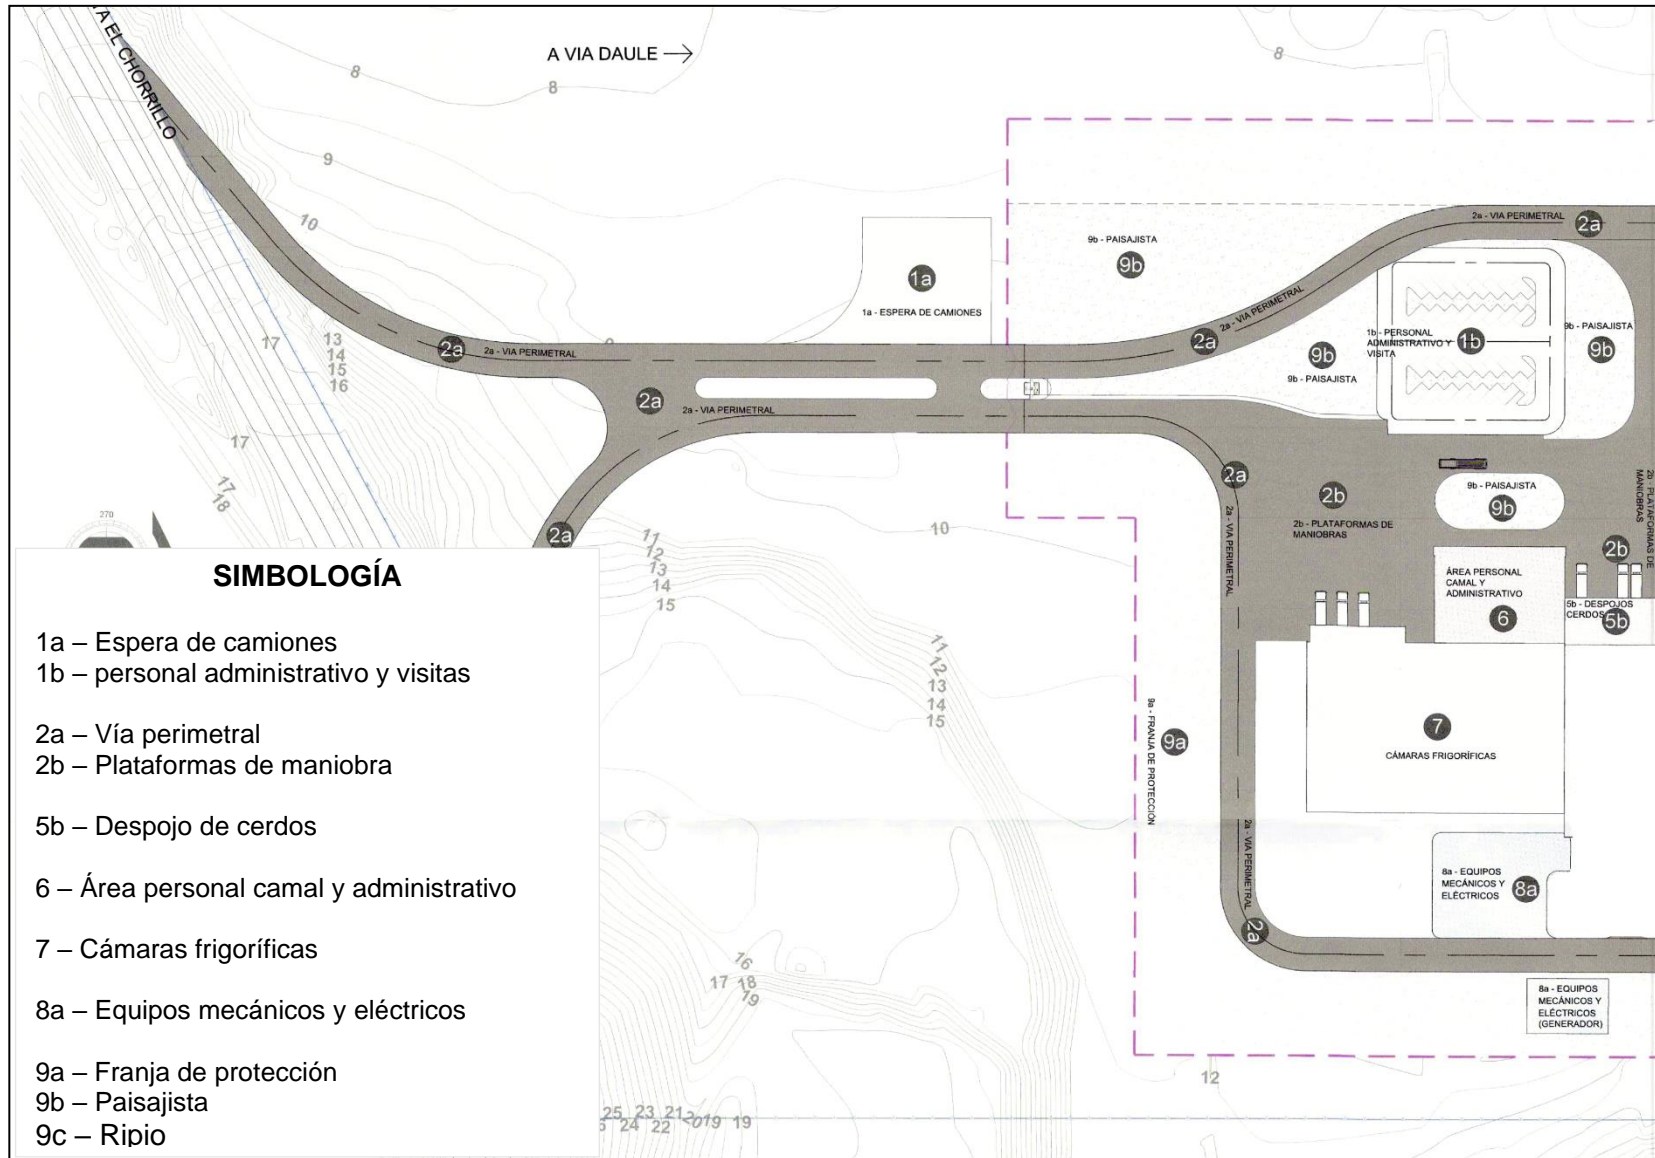 A EL CHORRILLO
A VIA DAULE
8
8
8
9
10
9
2a - VIA PERIMETRAL
2a
9b - PAISAJISTA
9b
1a
1a - ESPERA DE CAMIONES
2a - VIA PERIMETRAL
2a
2a
2a - VIA PERIMETRAL
9b
9b - PAISAJISTA
1b - PERSONAL
ADMINISTRATIVO Y
VISITA
1b
9b - PAISAJISTA
9b
17
13
14
15
16
2a
2a - VIA PERIMETRAL
17
17
18
270
2a
2a
2a - VIA PERIMETRAL
2b
2b - PLATAFORMAS DE
MANIOBRAS
9b - PAISAJISTA
9b
2b - PLATAFORMAS DE
MANIOBRAS
2b
10
11
12
13
14
15
ÁREA PERSONAL
CAMAL Y
ADMINISTRATIVO
6
5b - DESPOJOS
CERDOS
5b
11
12
13
14
15
9a - FRANJA DE PROTECCIÓN
9a
7
CÁMARAS FRIGORÍFICAS
2a - VIA PERIMETRAL
2a
8a - EQUIPOS
MECÁNICOS Y
ELÉCTRICOS
8a
8a - EQUIPOS
MECÁNICOS Y
ELÉCTRICOS
(GENERADOR)
16
17
18
19
12
25
23
21
20
19
19
24
22
SIMBOLOGÍA
1a – Espera de camiones
1b – personal administrativo y visitas
2a – Vía perimetral
2b – Plataformas de maniobra
5b – Despojo de cerdos
6 – Área personal camal y administrativo
7 – Cámaras frigoríficas
8a – Equipos mecánicos y eléctricos
9a – Franja de protección
9b – Paisajista
9c – Ripio